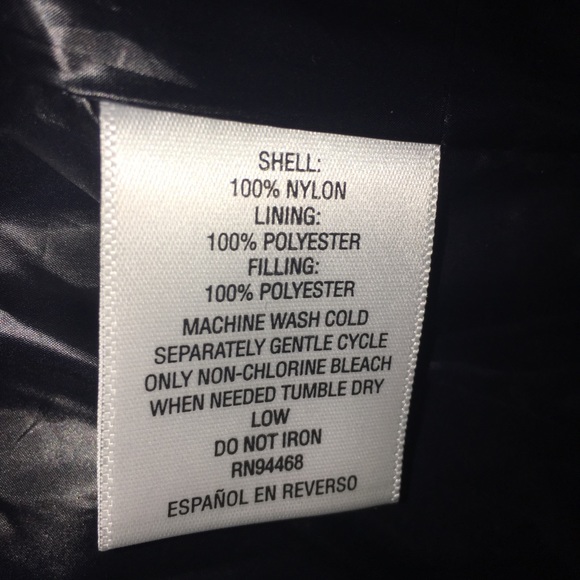 SHELL:
100% NYLON
LINING:
100% POLYESTER
FILLING:
100% POLYESTER
MACHINE WASH COLD
SEPARATELY GENTLE CYCLE
ONLY NON-CHLORINE BLEACH
WHEN NEEDED TUMBLE DRY
LOW
DO NOT IRON
RN94468
ESPAÑOL EN REVERSO